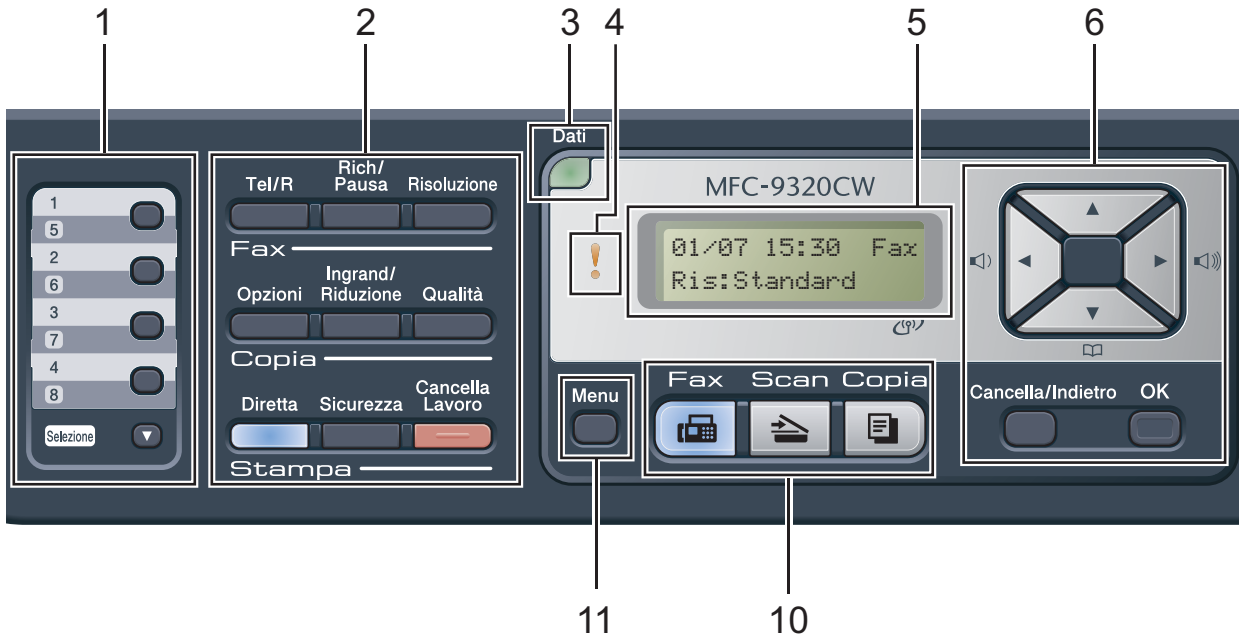 1 2 3 4 5 6
Dati
1
5
2
6
3
7
4
8
Selezione
Tel/R Rich/Pausa Risoluzione
Fax
Opzioni Ingrand/Riduzione Qualità
Copia
Diretta Sicurezza Cancella Lavoro
Stampa
MFC-9320CW
01/07 15:30 Fax
Ris:Standard
Menu
Fax Scan Copia
Cancella/Indietro OK
11 10